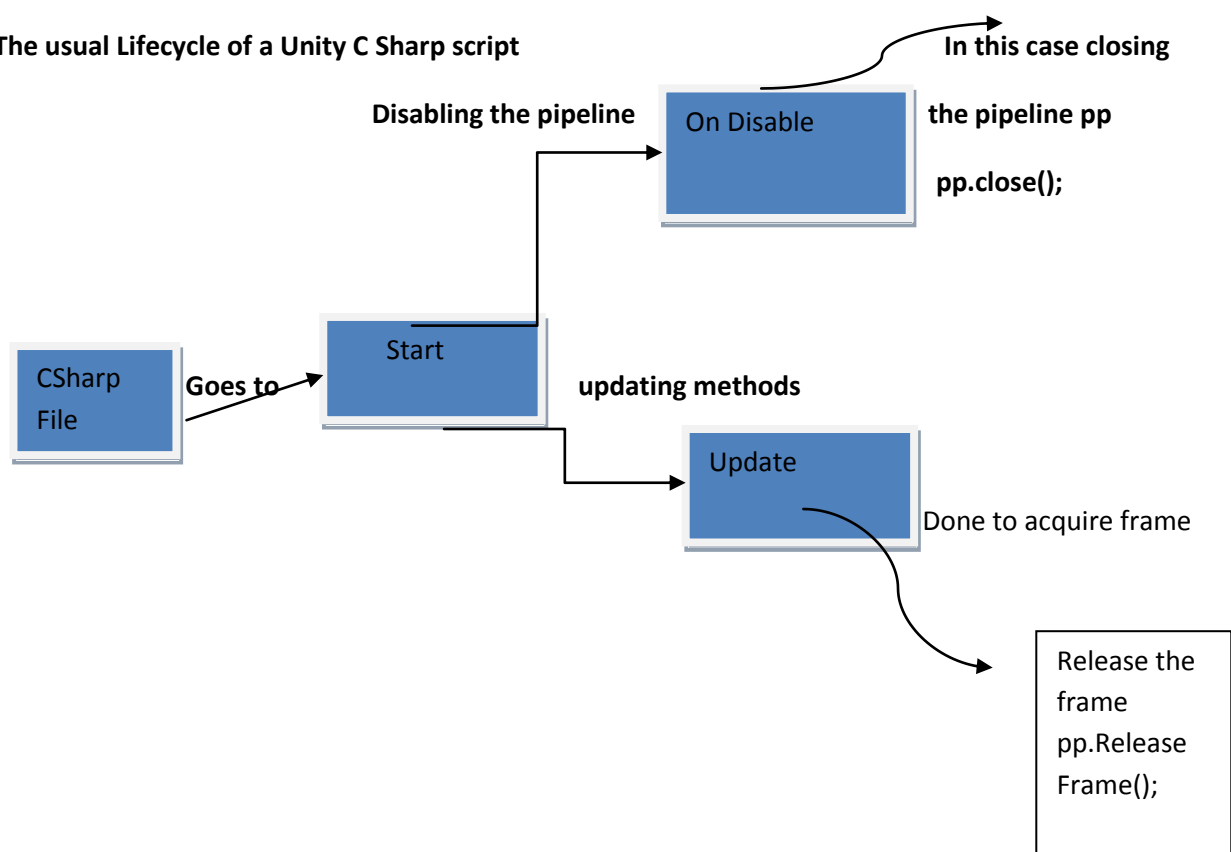 The usual Lifecycle of a Unity C Sharp script
In this case closing
Disabling the pipeline
On Disable
the pipeline pp
pp.close();
Start
CSharp
File
Goes to
updating methods
Update
Done to acquire frame
Release the
frame
pp.Release
Frame();